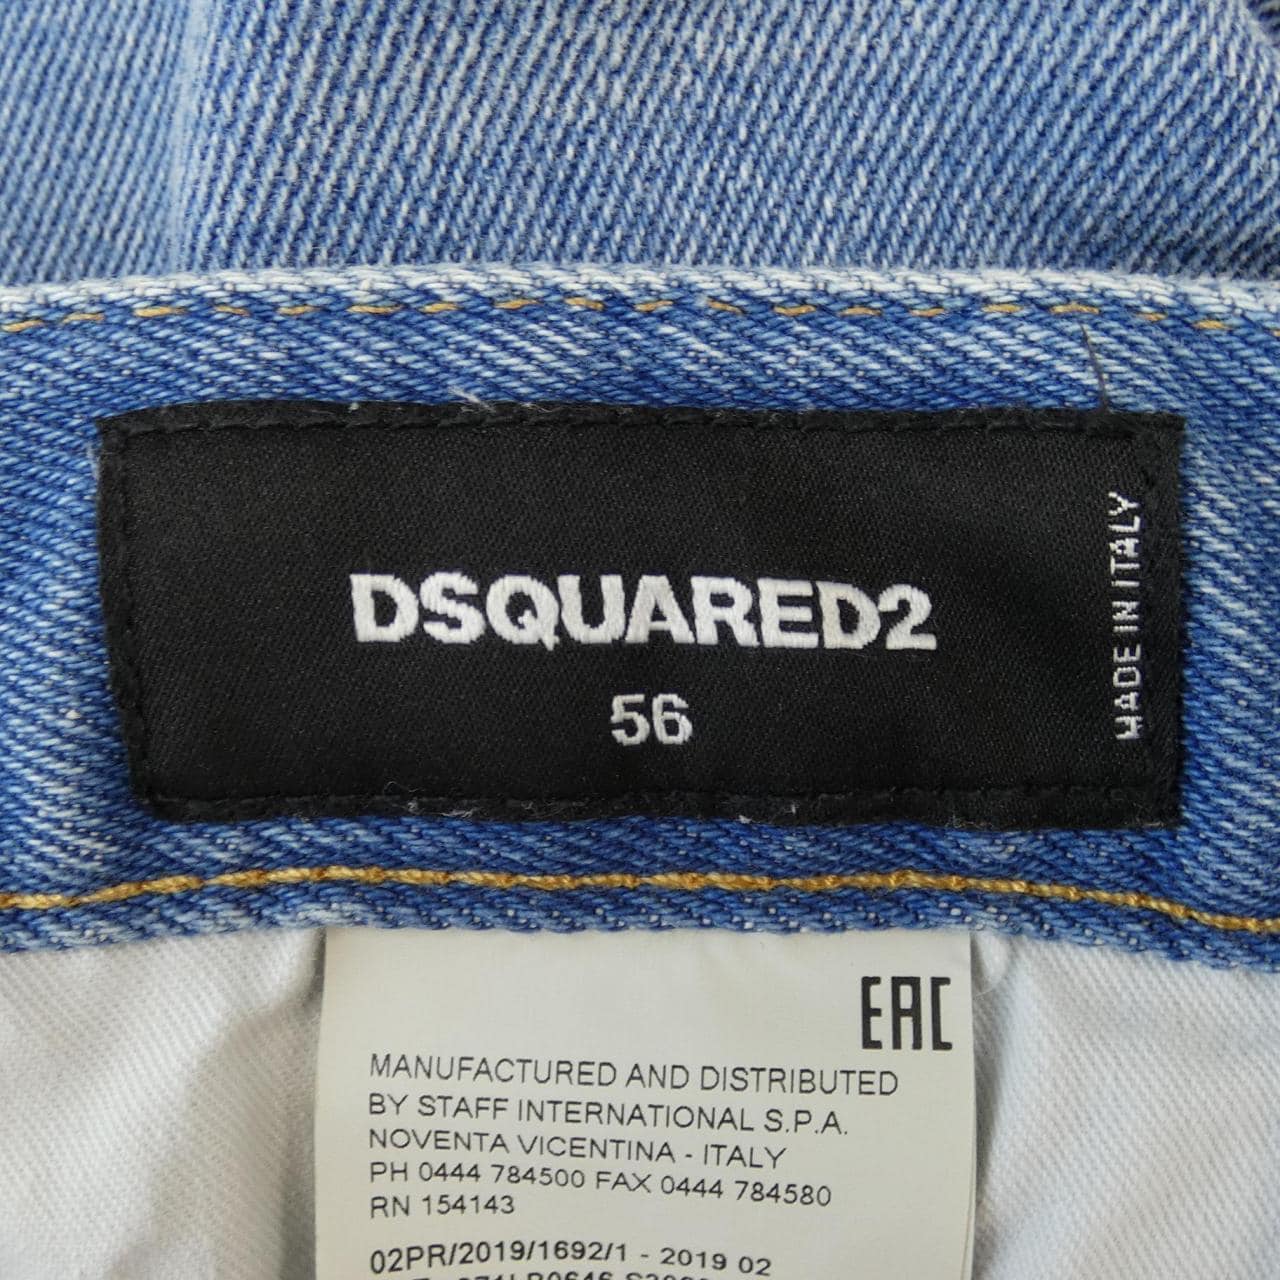 DSQUARED2
56
MADE IN ITALY
EAC
MANUFACTURED AND DISTRIBUTED
BY STAFF INTERNATIONAL S.P.A.
NOVENTA VICENTINA - ITALY
PH 0444 784500 FAX 0444 784580
RN 154143
02PR/2019/1692/1 - 2019 02